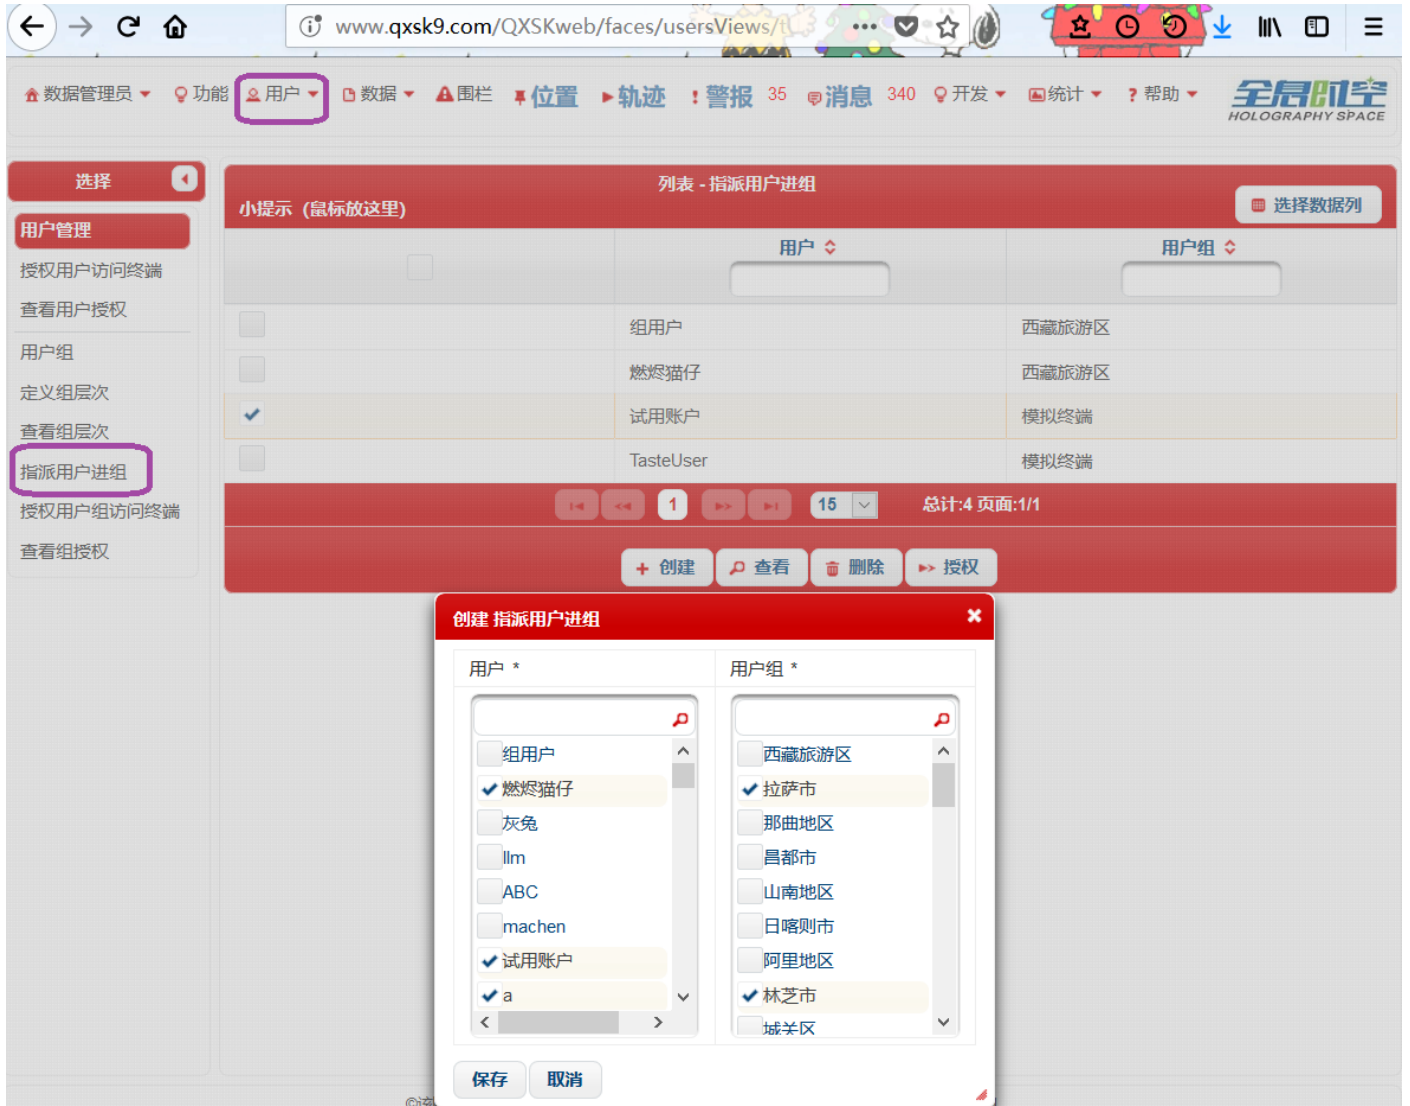 www.qxsk9.com/QXSKweb/faces/usersViews/t
数据管理员 功能 用户 数据 围栏 位置 轨迹 警报 35 消息 340 开发 统计 帮助
全息时空
HOLOGRAPHY SPACE
选择
用户管理
授权用户访问终端
查看用户授权
用户组
定义组层次
查看组层次
指派用户进组
授权用户组访问终端
查看组授权
列表 - 指派用户进组
小提示 (鼠标放这里)
选择数据列
用户 用户组
组用户 西藏旅游区
燃烬猫仔 西藏旅游区
试用账户 模拟终端
TasteUser 模拟终端
1 15 总计:4 页面:1/1
创建 查看 删除 授权
创建 指派用户进组
用户 * 用户组 *
组用户
燃烬猫仔
灰兔
llm
ABC
machen
试用账户
a
西藏旅游区
拉萨市
那曲地区
昌都市
山南地区
日喀则市
阿里地区
林芝市
城关区
保存 取消